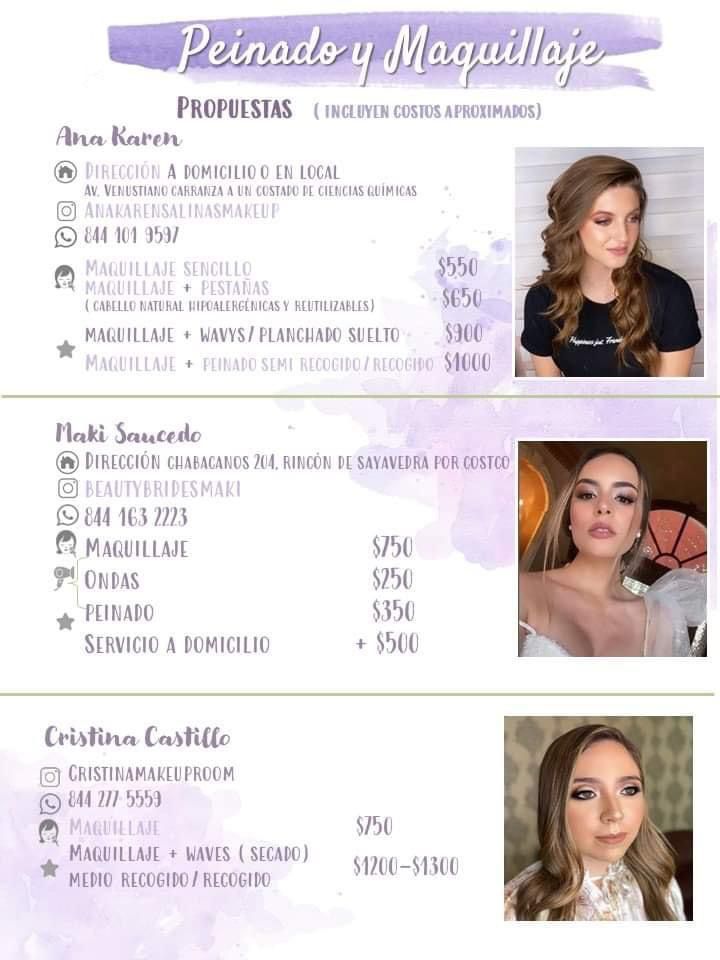 Peinado y Maquillaje
PROPUESTAS ( INCLUYEN COSTOS APROXIMADOS)
Ana Karen
DIRECCIÓN A DOMICILIO O EN LOCAL
AV. VENUSTIANO CARRANZA A UN COSTADO DE CIENCIAS QUÍMICAS
ANAKARENSALINASMAKEUP
844 101 9597
MAQUILLAJE SENCILLO $550
MAQUILLAJE + PESTAÑAS $650
( CABELLO NATURAL HIPOALERGÉNICAS Y REUTILIZABLES)
MAQUILLAJE + WAVYS/ PLANCHADO SUELTO $900
MAQUILLAJE + PEINADO SEMI RECOGIDO/RECOGIDO $1000
Maki Saucedo
DIRECCIÓN CHABACANOS 204, RINCÓN DE SAYAVEDRA POR COSTCO
BEAUTYBRIDESMAKI
844 163 2223
MAQUILLAJE $750
ONDAS $250
PEINADO $350
SERVICIO A DOMICILIO + $500
Cristina Castillo
CRISTINAMAKEUPROOM
844 277 5559
MAQUILLAJE $750
MAQUILLAJE + WAVES ( SECADO) $1200-$1300
MEDIO RECOGIDO/ RECOGIDO